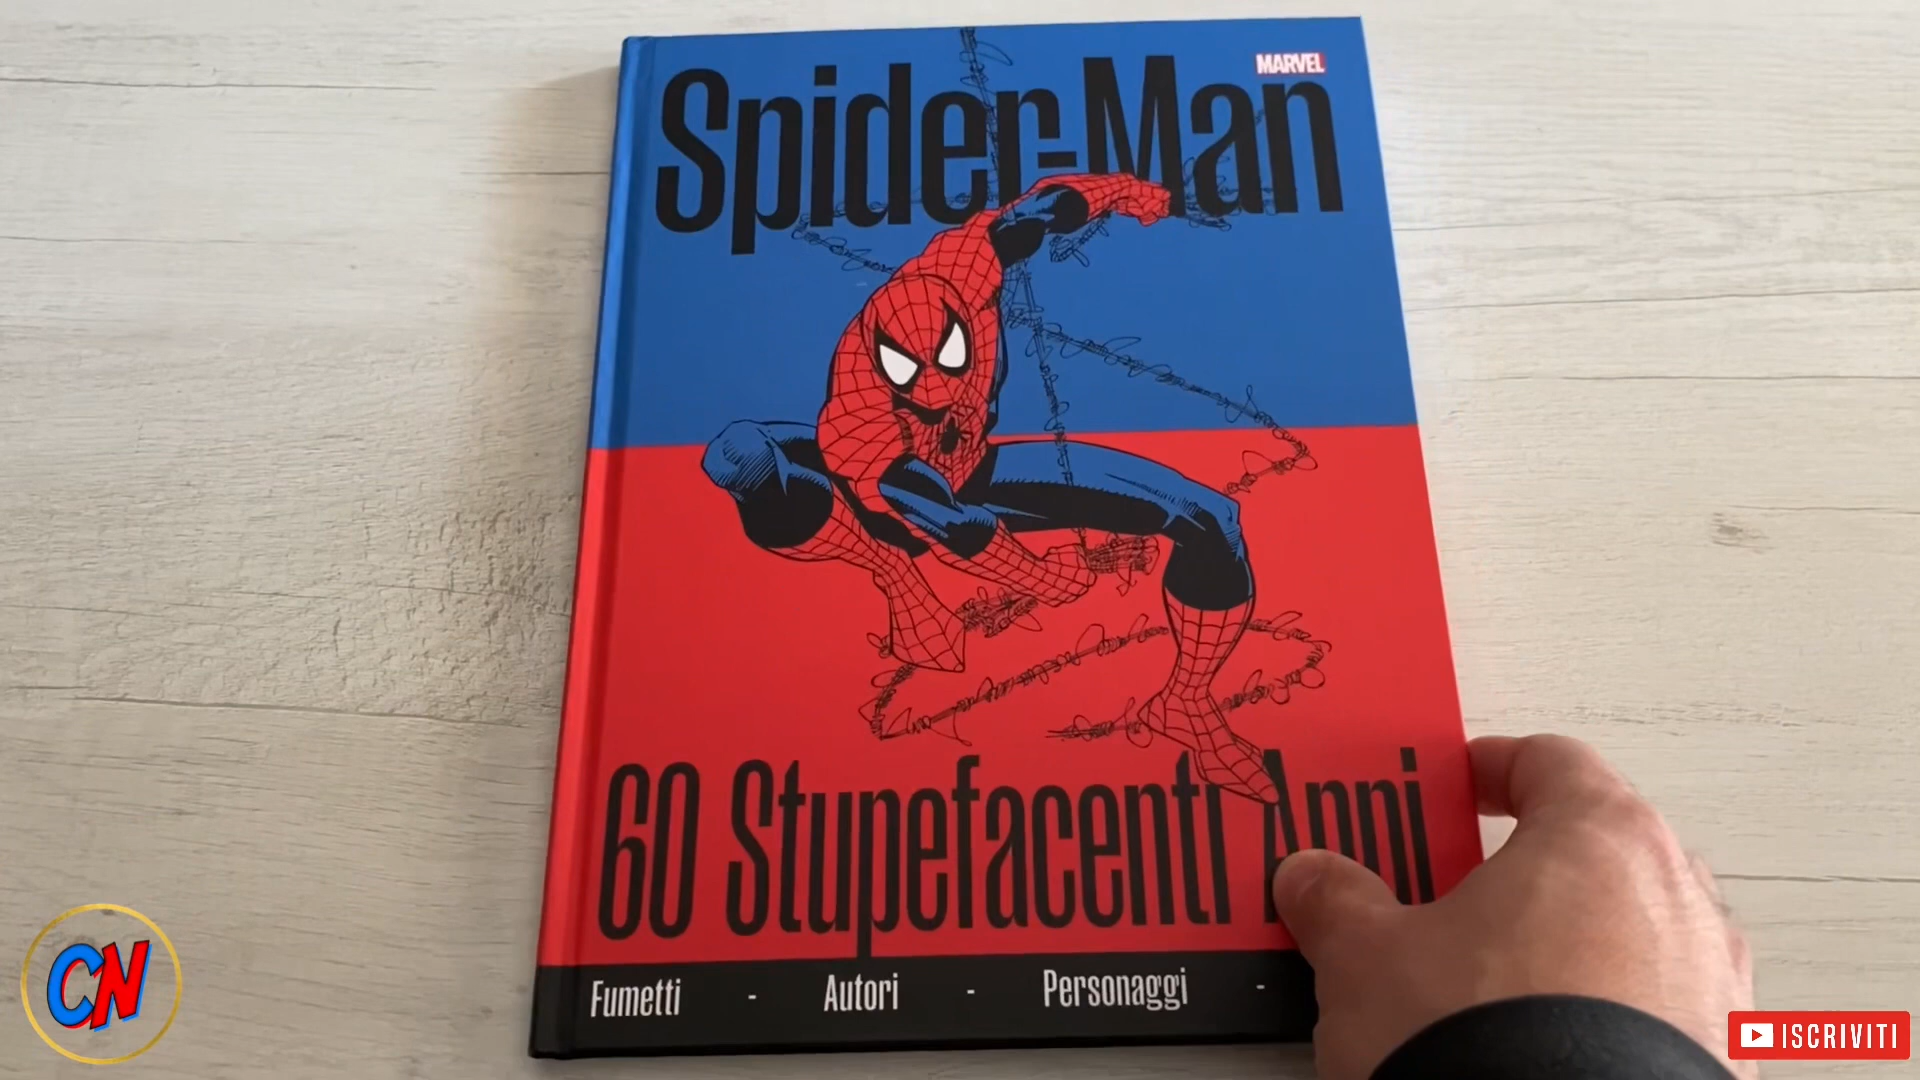 MARVEL
Spider-Man
60 Stupefacenti Anni
Fumetti - Autori - Personaggi -
CN
ISCRIVITI